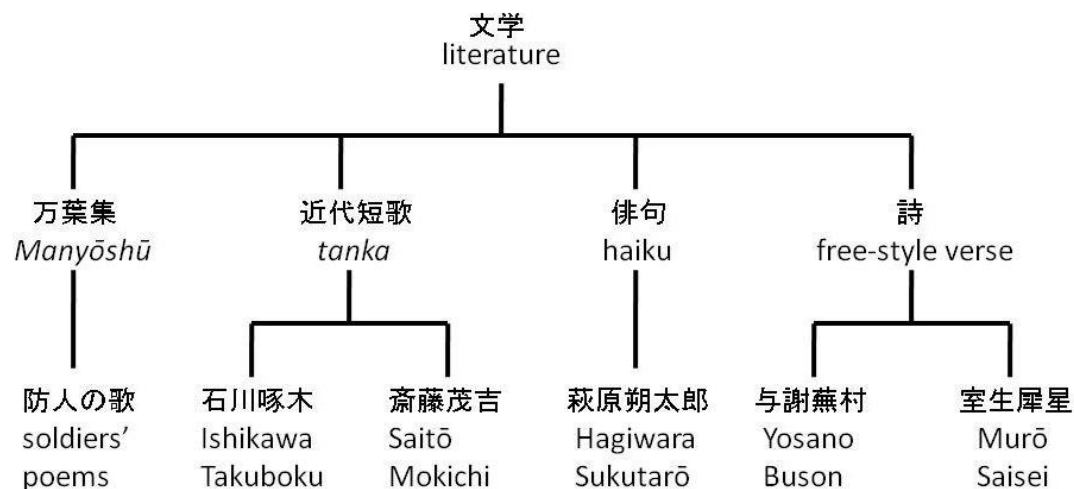 文学
literature
万葉集
Manyōshū
近代短歌
tanka
俳句
haiku
詩
free-style verse
防人の歌
soldiers’
poems
石川啄木
Ishikawa
Takuboku
斎藤茂吉
Saitō
Mokichi
萩原朔太郎
Hagiwara
Sukutarō
与謝蕪村
Yosano
Buson
室生犀星
Murō
Saisei